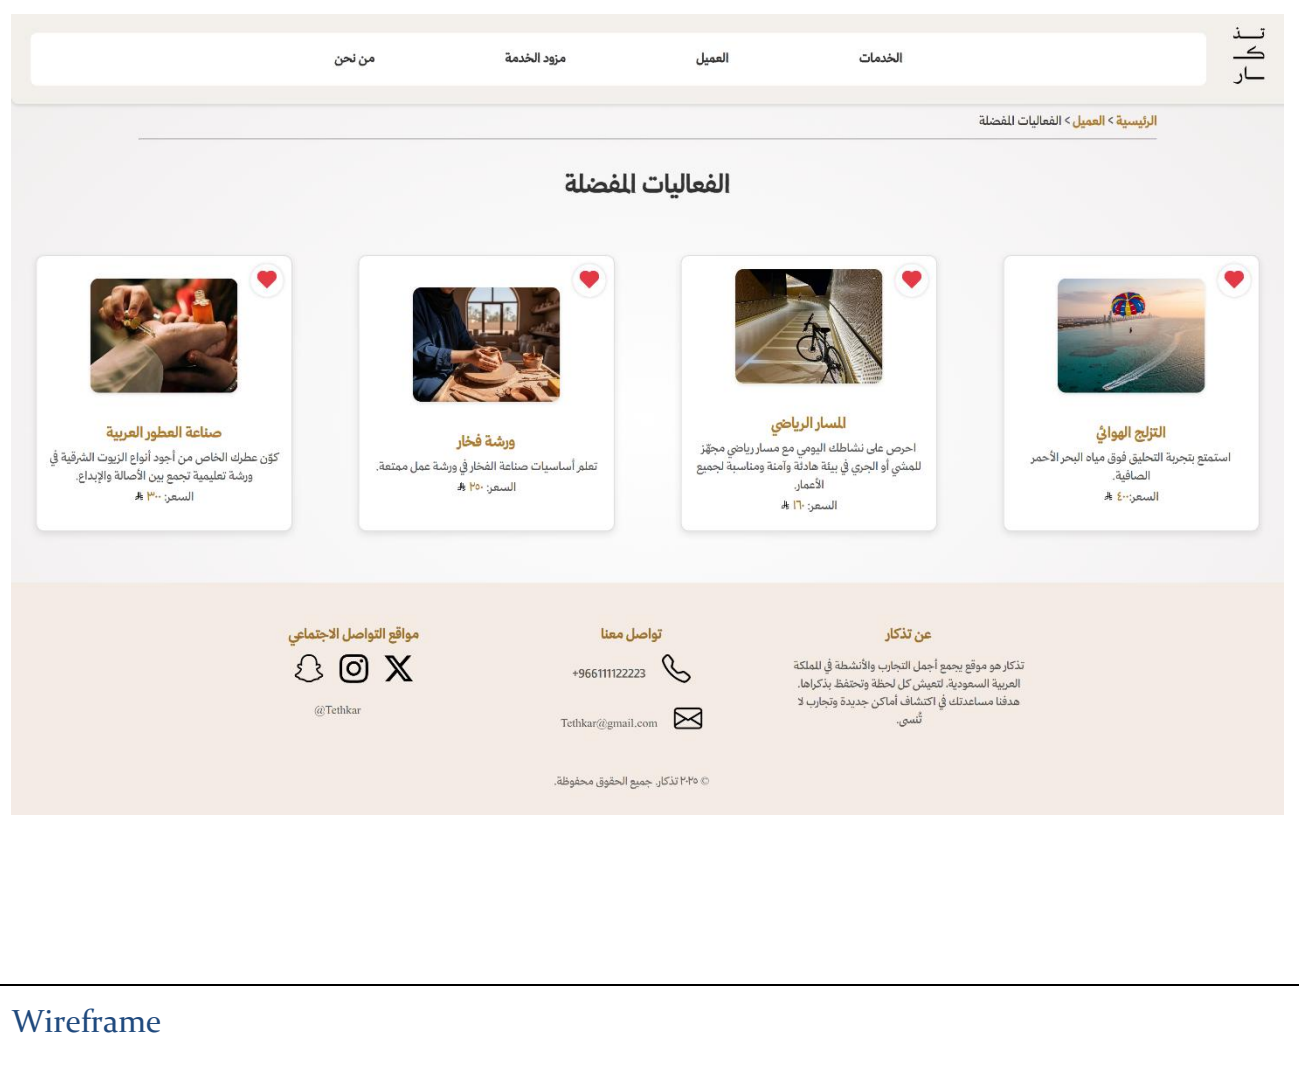 تـــذ
كـــ
ـــار
الخدمات
العميل
مزود الخدمة
من نحن
الرئيسية > العميل > الفعاليات المفضلة
الفعاليات المفضلة
التزلج الهوائي
استمتع بتجربة التحليق فوق مياه البحر الأحمر
الصافية.
السعر:٤٠٠
المسار الرياضي
احرص على نشاطك اليومي مع مسار رياضي مجهّز
للمشي أو الجري في بيئة هادئة وآمنة ومناسبة لجميع
الأعمار.
السعر: ١٦٠
ورشة فخار
تعلم أساسيات صناعة الفخار في ورشة عمل ممتعة.
السعر: ٢٥٠
صناعة العطور العربية
كوّن عطرك الخاص من أجود أنواع الزيوت الشرقية في
ورشة تعليمية تجمع بين الأصالة والإبداع.
السعر: ٣٠٠
عن تذكار
تذكار هو موقع يجمع أجمل التجارب والأنشطة في المملكة
العربية السعودية. لتعيش كل لحظة وتحتفظ بذكراها.
هدفنا مساعدتك في اكتشاف أماكن جديدة وتجارب لا
تُنسى.
تواصل معنا
+966111122223
Tethkar@gmail.com
مواقع التواصل الاجتماعي
@Tethkar
© ٢٠٢٥ تذكار. جميع الحقوق محفوظة.
Wireframe